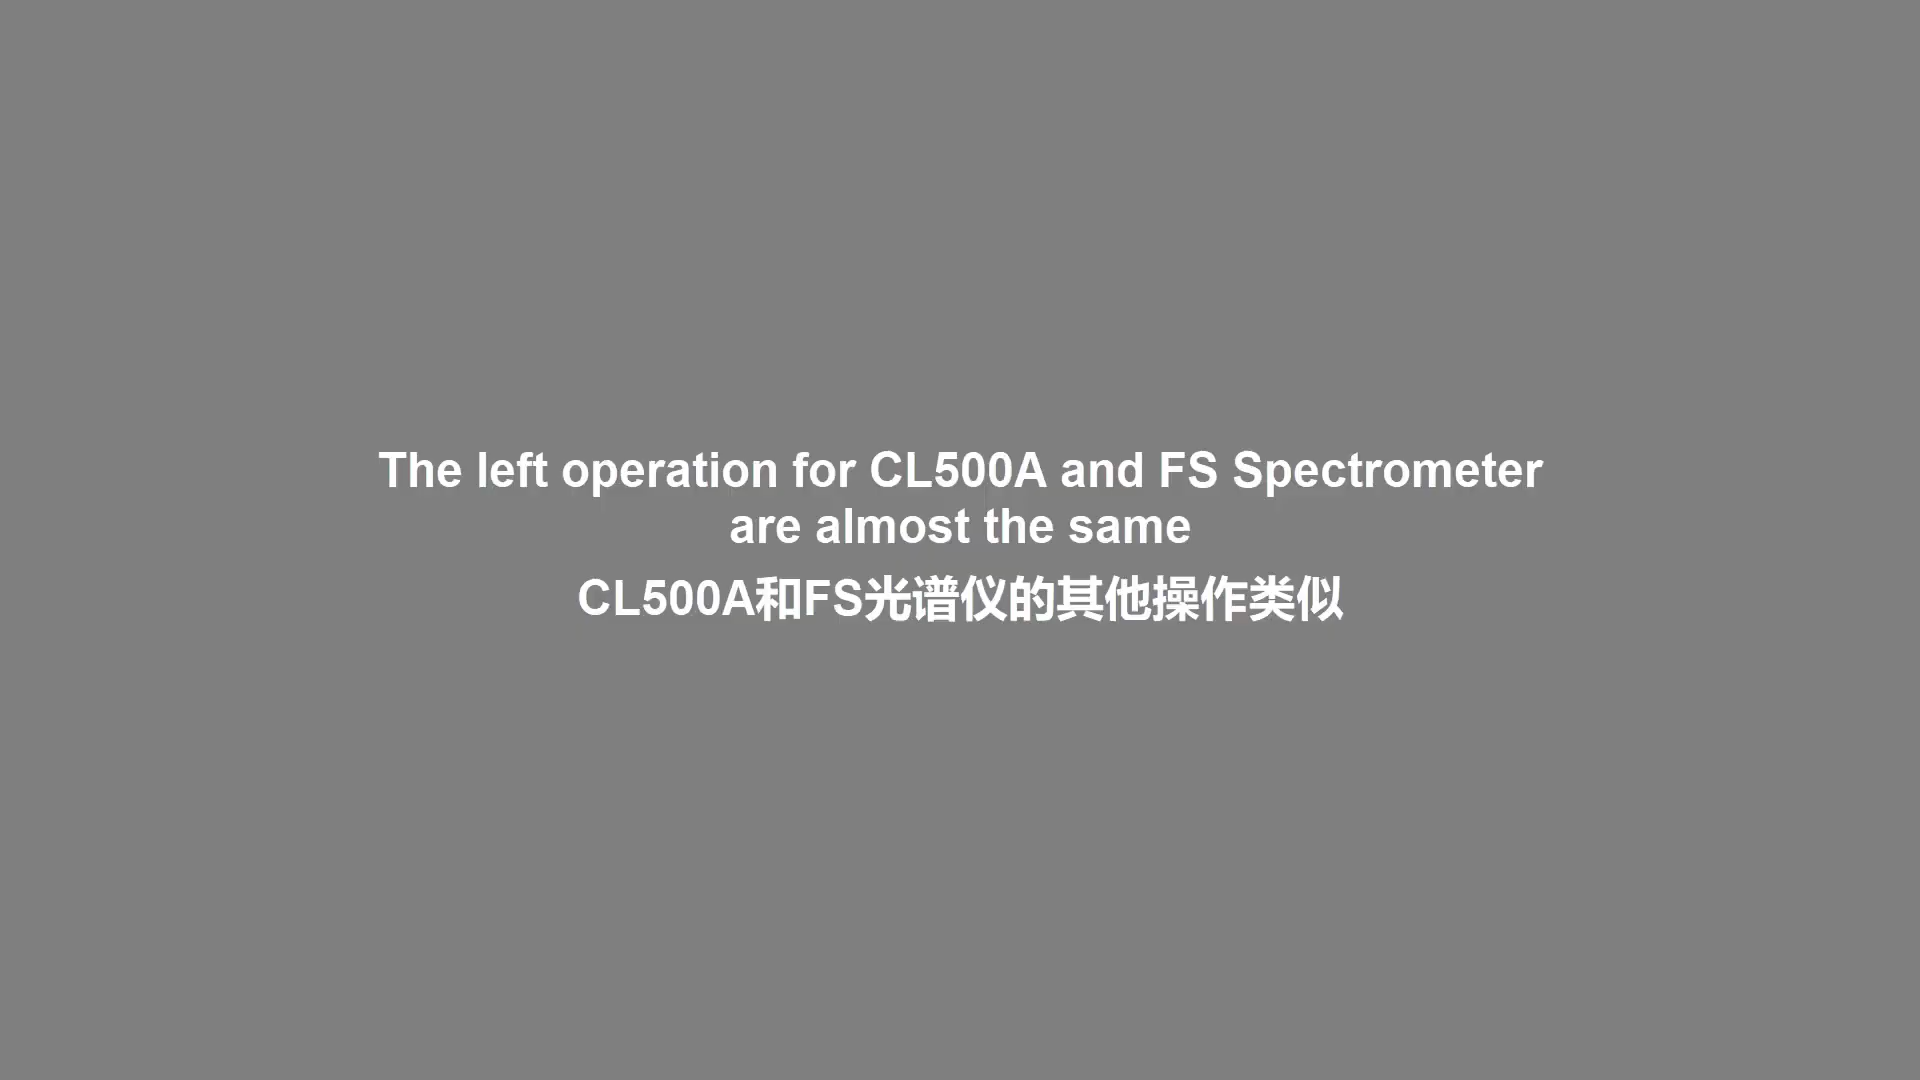 The left operation for CL500A and FS Spectrometer
are almost the same
CL500A和FS光谱仪的其他操作类似